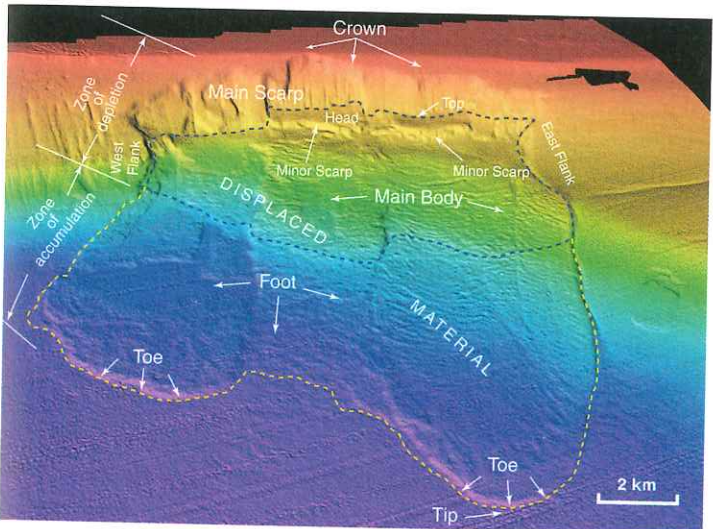 Crown
Zone
of
depletion
Main Scarp
Top
Head
West
Flank
East Flank
Minor Scarp
Minor Scarp
DISPLACED
Main Body
Zone
of
accumulation
Foot
MATERIAL
Toe
Toe
Tip
2 km